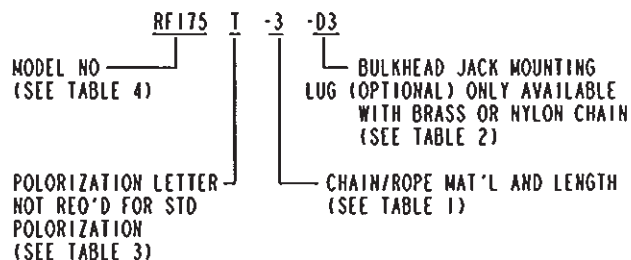 RF175 T -3 -D3
MODEL NO
(SEE TABLE 4)
BULKHEAD JACK MOUNTING
LUG (OPTIONAL) ONLY AVAILABLE
WITH BRASS OR NYLON CHAIN
(SEE TABLE 2)
POLORIZATION LETTER
NOT REQ'D FOR STD
POLORIZATION
(SEE TABLE 3)
CHAIN/ROPE MAT'L AND LENGTH
(SEE TABLE 1)